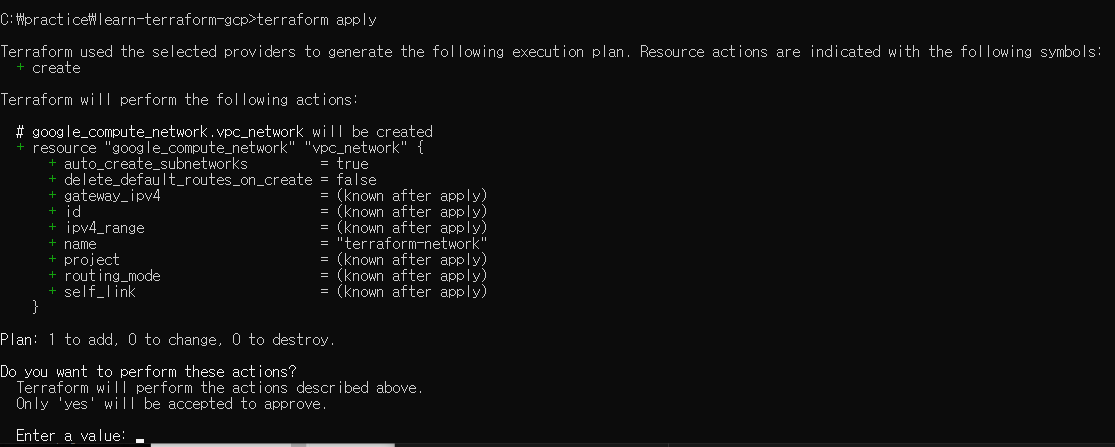 C:₩practice₩learn-terraform-gcp>terraform apply
Terraform used the selected providers to generate the following execution plan. Resource actions are indicated with the following symbols:
+ create
Terraform will perform the following actions:
# google_compute_network.vpc_network will be created
+ resource "google_compute_network" "vpc_network" {
+ auto_create_subnetworks = true
+ delete_default_routes_on_create = false
+ gateway_ipv4 = (known after apply)
+ id = (known after apply)
+ ipv4_range = (known after apply)
+ name = "terraform-network"
+ project = (known after apply)
+ routing_mode = (known after apply)
+ self_link = (known after apply)
}
Plan: 1 to add, 0 to change, 0 to destroy.
Do you want to perform these actions?
Terraform will perform the actions described above.
Only 'yes' will be accepted to approve.
Enter a value: